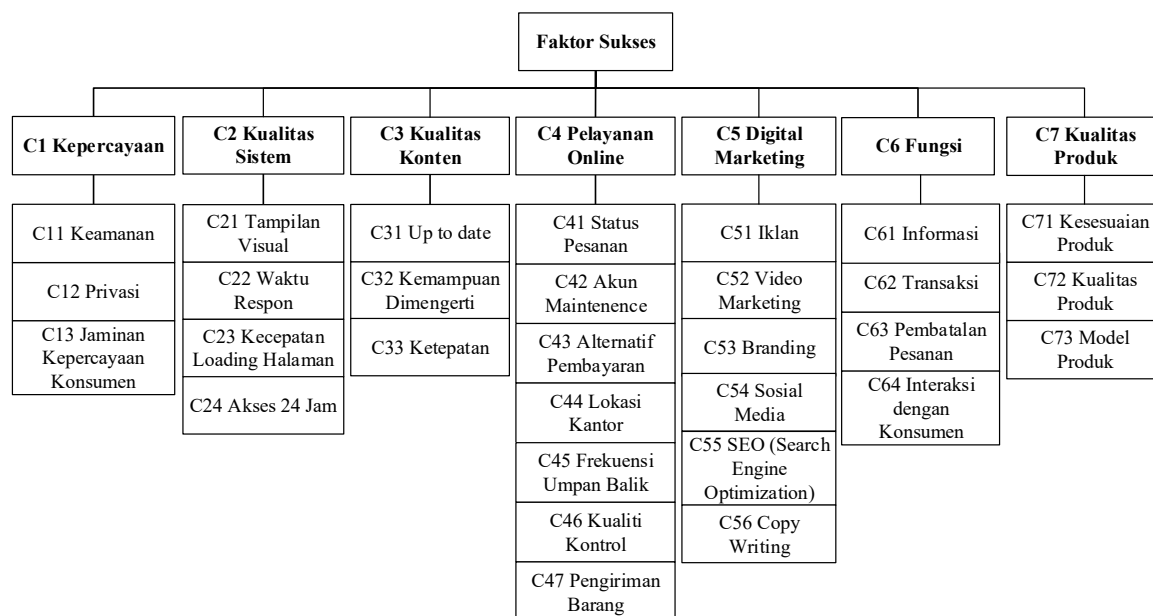 Faktor Sukses
C1 Kepercayaan
C11 Keamanan
C12 Privasi
C13 Jaminan
Kepercayaan
Konsumen
C2 Kualitas
Sistem
C21 Tampilan
Visual
C22 Waktu
Respon
C23 Kecepatan
Loading Halaman
C24 Akses 24 Jam
C3 Kualitas
Konten
C31 Up to date
C32 Kemampuan
Dimengerti
C33 Ketepatan
C4 Pelayanan
Online
C41 Status
Pesanan
C42 Akun
Maintenence
C43 Alternatif
Pembayaran
C44 Lokasi
Kantor
C45 Frekuensi
Umpan Balik
C46 Kualiti
Kontrol
C47 Pengiriman
Barang
C5 Digital
Marketing
C51 Iklan
C52 Video
Marketing
C53 Branding
C54 Sosial
Media
C55 SEO (Search
Engine
Optimization)
C56 Copy
Writing
C6 Fungsi
C61 Informasi
C62 Transaksi
C63 Pembatalan
Pesanan
C64 Interaksi
dengan
Konsumen
C7 Kualitas
Produk
C71 Kesesuaian
Produk
C72 Kualitas
Produk
C73 Model
Produk